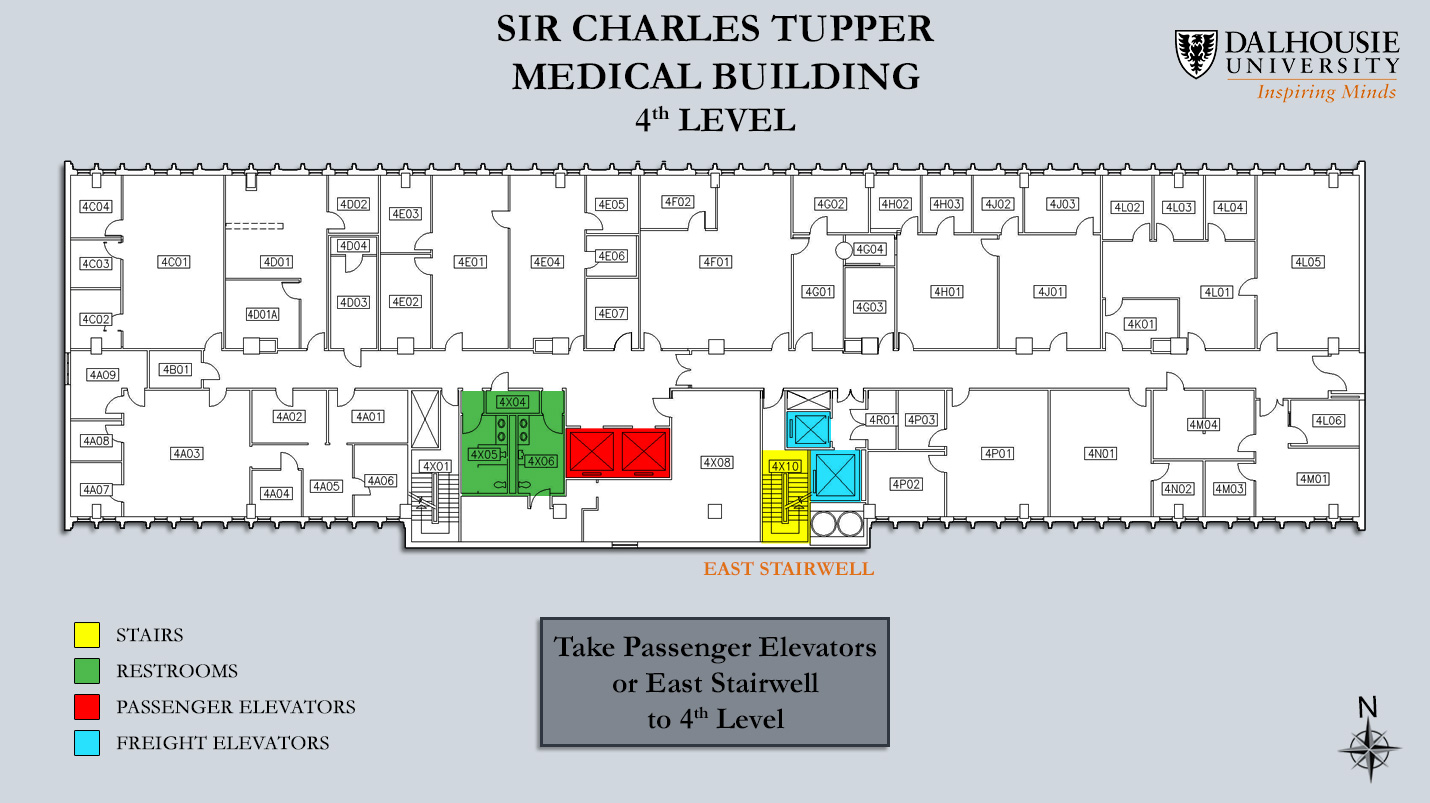 SIR CHARLES TUPPER
MEDICAL BUILDING
4th LEVEL
DALHOUSIE
UNIVERSITY
Inspiring Minds
4C04
4D02
4E03
4E05
4F02
4G02
4H02
4H03
4J02
4J03
4L02
4L03
4L04
4C03
4C01
4D01
4D04
4E01
4E04
4E06
4F01
4G04
4L05
4C02
4D01A
4D03
4E02
4E07
4G01
4G03
4H01
4J01
4L01
4K01
4A09
4B01
4X04
4A02
4A01
4R01
4P03
4M04
4L06
4A08
4A03
4X01
4X05
4X06
4X08
4X10
4P01
4N01
4A07
4A04
4A05
4A06
4P02
4N02
4M03
4M01
EAST STAIRWELL
STAIRS
RESTROOMS
PASSENGER ELEVATORS
FREIGHT ELEVATORS
Take Passenger Elevators
or East Stairwell
to 4th Level
N